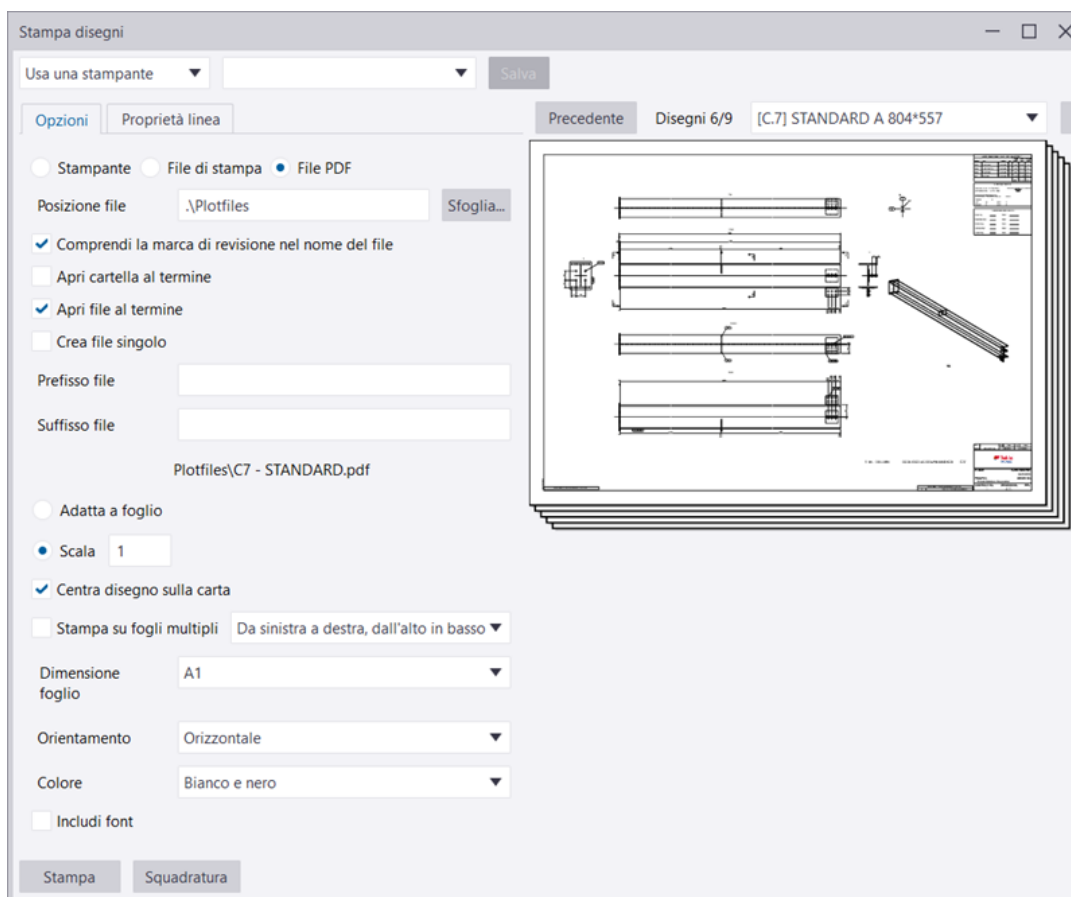 Stampa disegni
Usa una stampante
Salva
Opzioni
Proprietà linea
Precedente
Disegni 6/9
[C.7] STANDARD A 804*557
Stampante
File di stampa
File PDF
Posizione file
.\Plotfiles
Sfoglia...
Comprendi la marca di revisione nel nome del file
Apri cartella al termine
Apri file al termine
Crea file singolo
Prefisso file
Suffisso file
Plotfiles\C7 - STANDARD.pdf
Adatta a foglio
Scala
1
Centra disegno sulla carta
Stampa su fogli multipli
Da sinistra a destra, dall'alto in basso
Dimensione
foglio
A1
Orientamento
Orizzontale
Colore
Bianco e nero
Includi font
Stampa
Squadratura